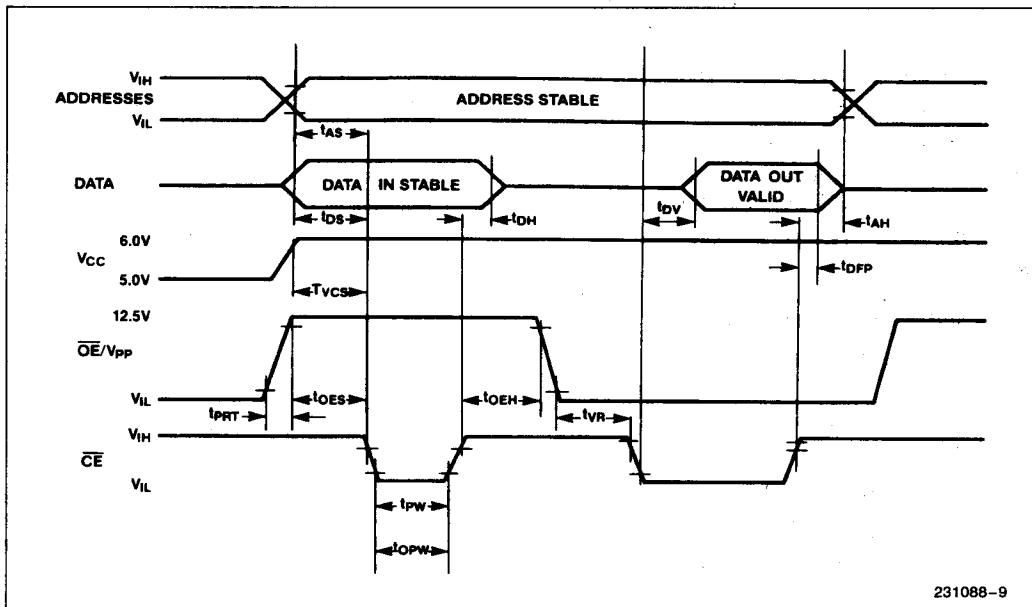 VIH
ADDRESSES
ADDRESS STABLE
VIL
tAS
DATA
DATA IN STABLE
DATA OUT
VALID
tDS
tDH
tDV
tAH
6.0V
VCC
tDFP
5.0V
TVCS
12.5V
OE/VPP
VIL
tOES
tOEH
tPRT
tVR
VIH
CE
VIL
tPW
tOPW
231088-9